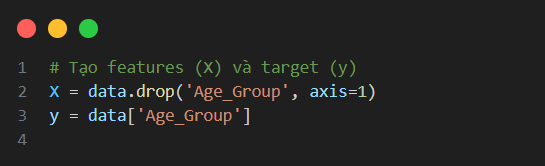 1 # Tạo features (X) và target (y)
2 X = data.drop('Age_Group', axis=1)
3 y = data['Age_Group']
4